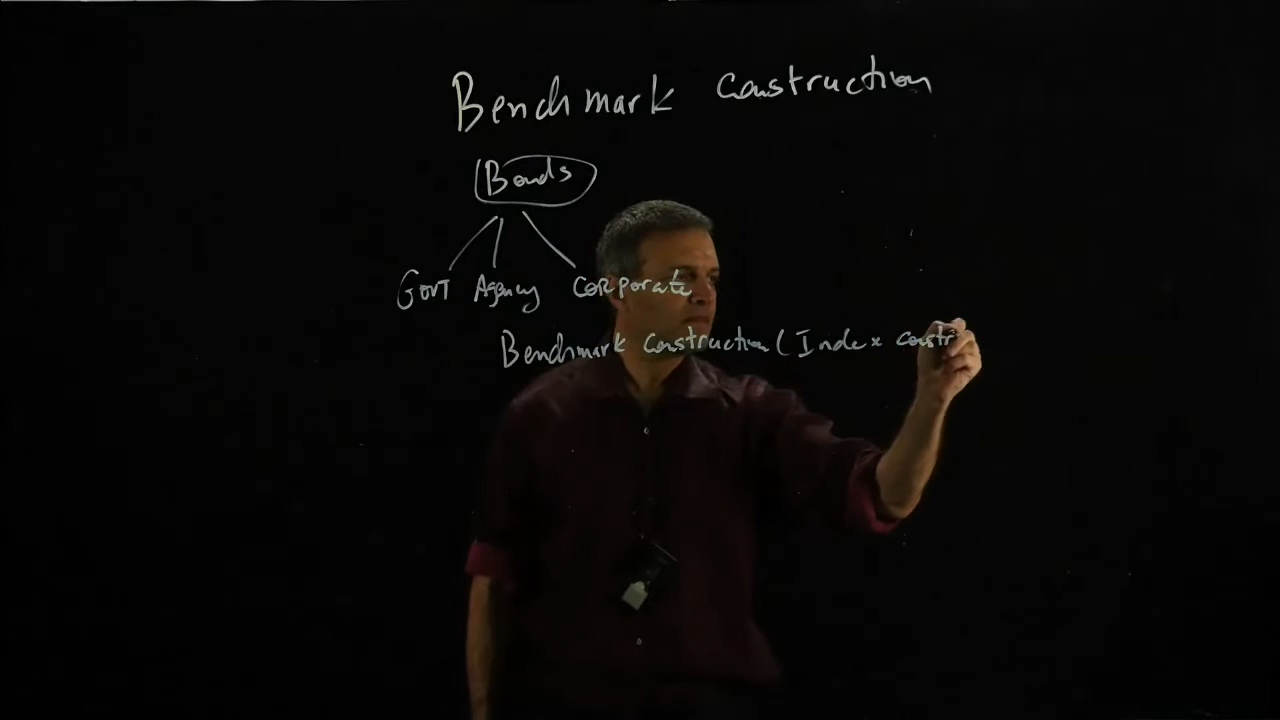 Benchmark construction
Bonds
Govt Agency Corporate
Benchmark Construction (Index constr